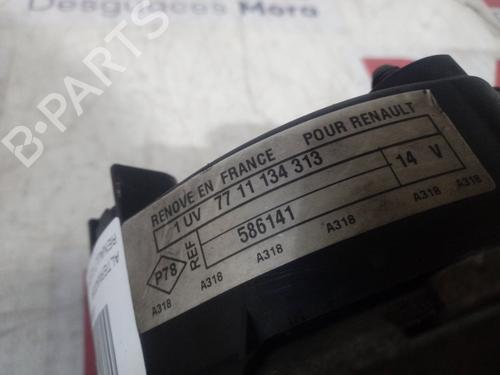 Desguaces Mora
B-PARTS
RENOVE EN FRANCE POUR RENAULT
1 UV 77 11 134 313
14 V
REF 586141
P78
A318 A318 A318 A318 A318 A318